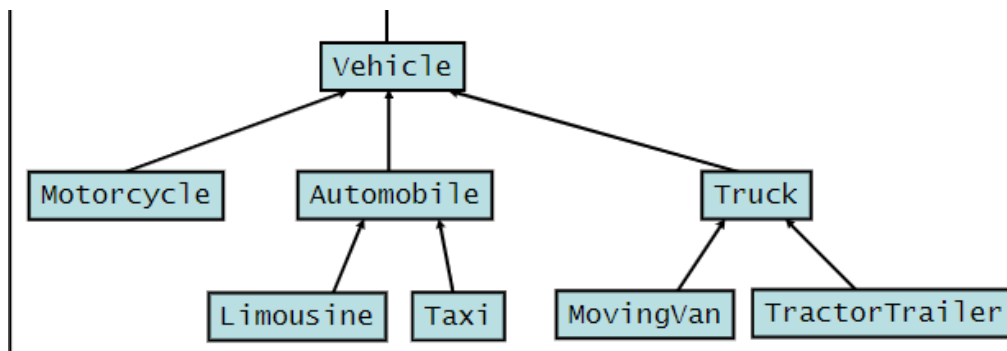 Vehicle
Motorcycle
Automobile
Truck
Limousine
Taxi
MovingVan
TractorTrailer